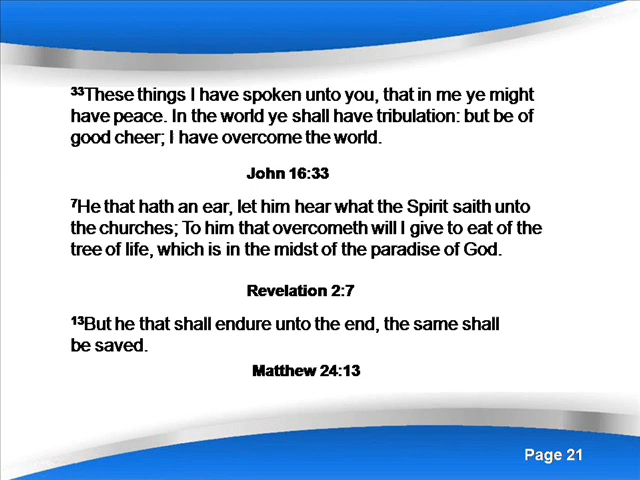 ³³These things I have spoken unto you, that in me ye might
have peace. In the world ye shall have tribulation: but be of
good cheer; I have overcome the world.
John 16:33
⁷He that hath an ear, let him hear what the Spirit saith unto
the churches; To him that overcometh will I give to eat of the
tree of life, which is in the midst of the paradise of God.
Revelation 2:7
¹³But he that shall endure unto the end, the same shall
be saved.
Matthew 24:13
Page 21